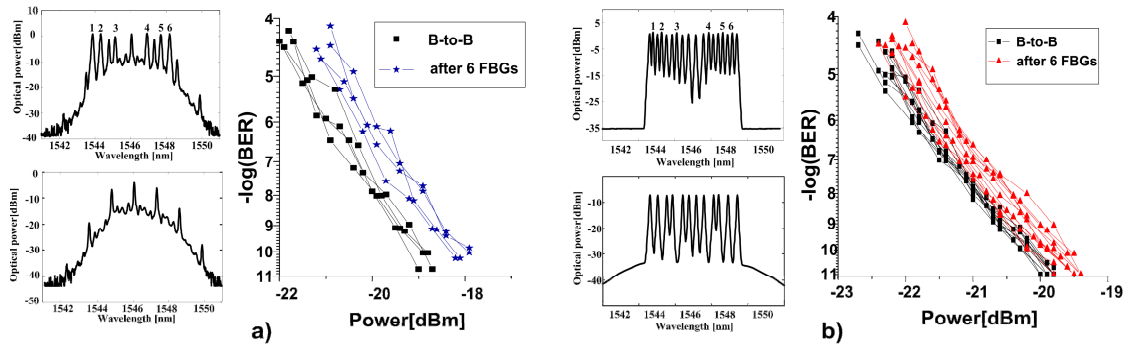 Optical power[dBm]
10
0
-10
-20
-30
-40
1 2 3 4 5 6
1542 1544 1546 1548 1550
Wavelength [nm]
Optical power[dBm]
0
-10
-20
-30
-40
-50
1542 1544 1546 1548 1550
Wavelength [nm]
-log(BER)
4
5
6
7
8
9
10
11
B-to-B
after 6 FBGs
-22 -20 -18
Power[dBm]
a)
Optical power[dBm]
5
-5
-15
-25
-35
1 2 3 4 5 6
1542 1544 1546 1548 1550
Wavelength [nm]
Optical power[dBm]
0
-10
-20
-30
-40
1542 1544 1546 1548 1550
Wavelength [nm]
-log(BER)
4
5
6
7
8
9
10
11
B-to-B
after 6 FBGs
-23 -22 -21 -20 -19
Power[dBm]
b)